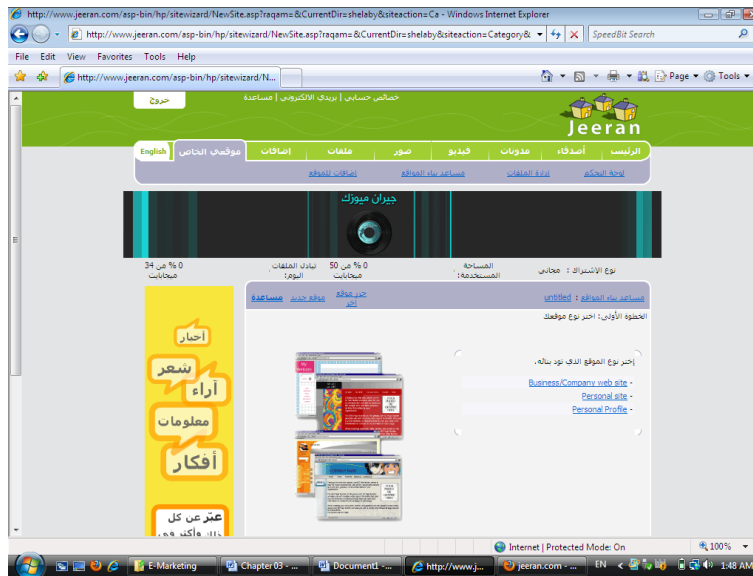 http://www.jeeran.com/asp-bin/hp/sitewizard/NewSite.asp?raqam=&CurrentDir=shelaby&siteaction=Ca - Windows Internet Explorer
http://www.jeeran.com/asp-bin/hp/sitewizard/NewSite.asp?raqam=&CurrentDir=shelaby&siteaction=Category&
SpeedBit Search
File Edit View Favorites Tools Help
http://www.jeeran.com/asp-bin/hp/sitewizard/N...
Page Tools
خصائص حسابي | بريدي الالكتروني | مساعدة
خروج
Jeeran
الرئيسة أصدقاء مدونات فيديو صور ملفات إضافات موقعي الخاص English
لوحة التحكم إدارة الملفات مساعد بناء المواقع إضافات للموقع
جيران ميوزك
نوع الإشتراك : مجاني
المساحة المستخدمة:
0 % من 50 ميجابايت
تبادل الملفات اليوم:
0 % من 34 ميجابايت
مساعد بناء المواقع : untitled
حرر موقع اخر
موقع جديد
مساعدة
الخطوة الأولى: اختر نوع موقعك
إختر نوع الموقع الذي تود بنائه.
Business/Company web site -
Personal site -
Personal Profile -
أخبار
شعر
آراء
معلومات
أفكار
عبّر عن كل
ذلك وأكثر في
Internet | Protected Mode: On
100%
E-Marketing
Chapter 03 - ...
Document1 -...
http://www.j...
jeeran.com - ...
EN
1:48 AM